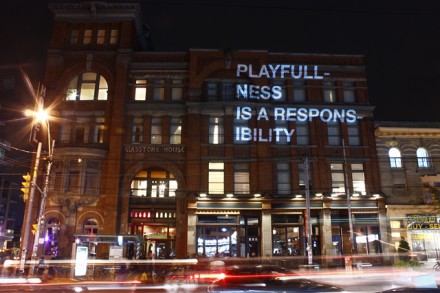 PLAYFULL-
NESS
IS A RESPONS-
IBILITY
GLADSTONE HOUSE